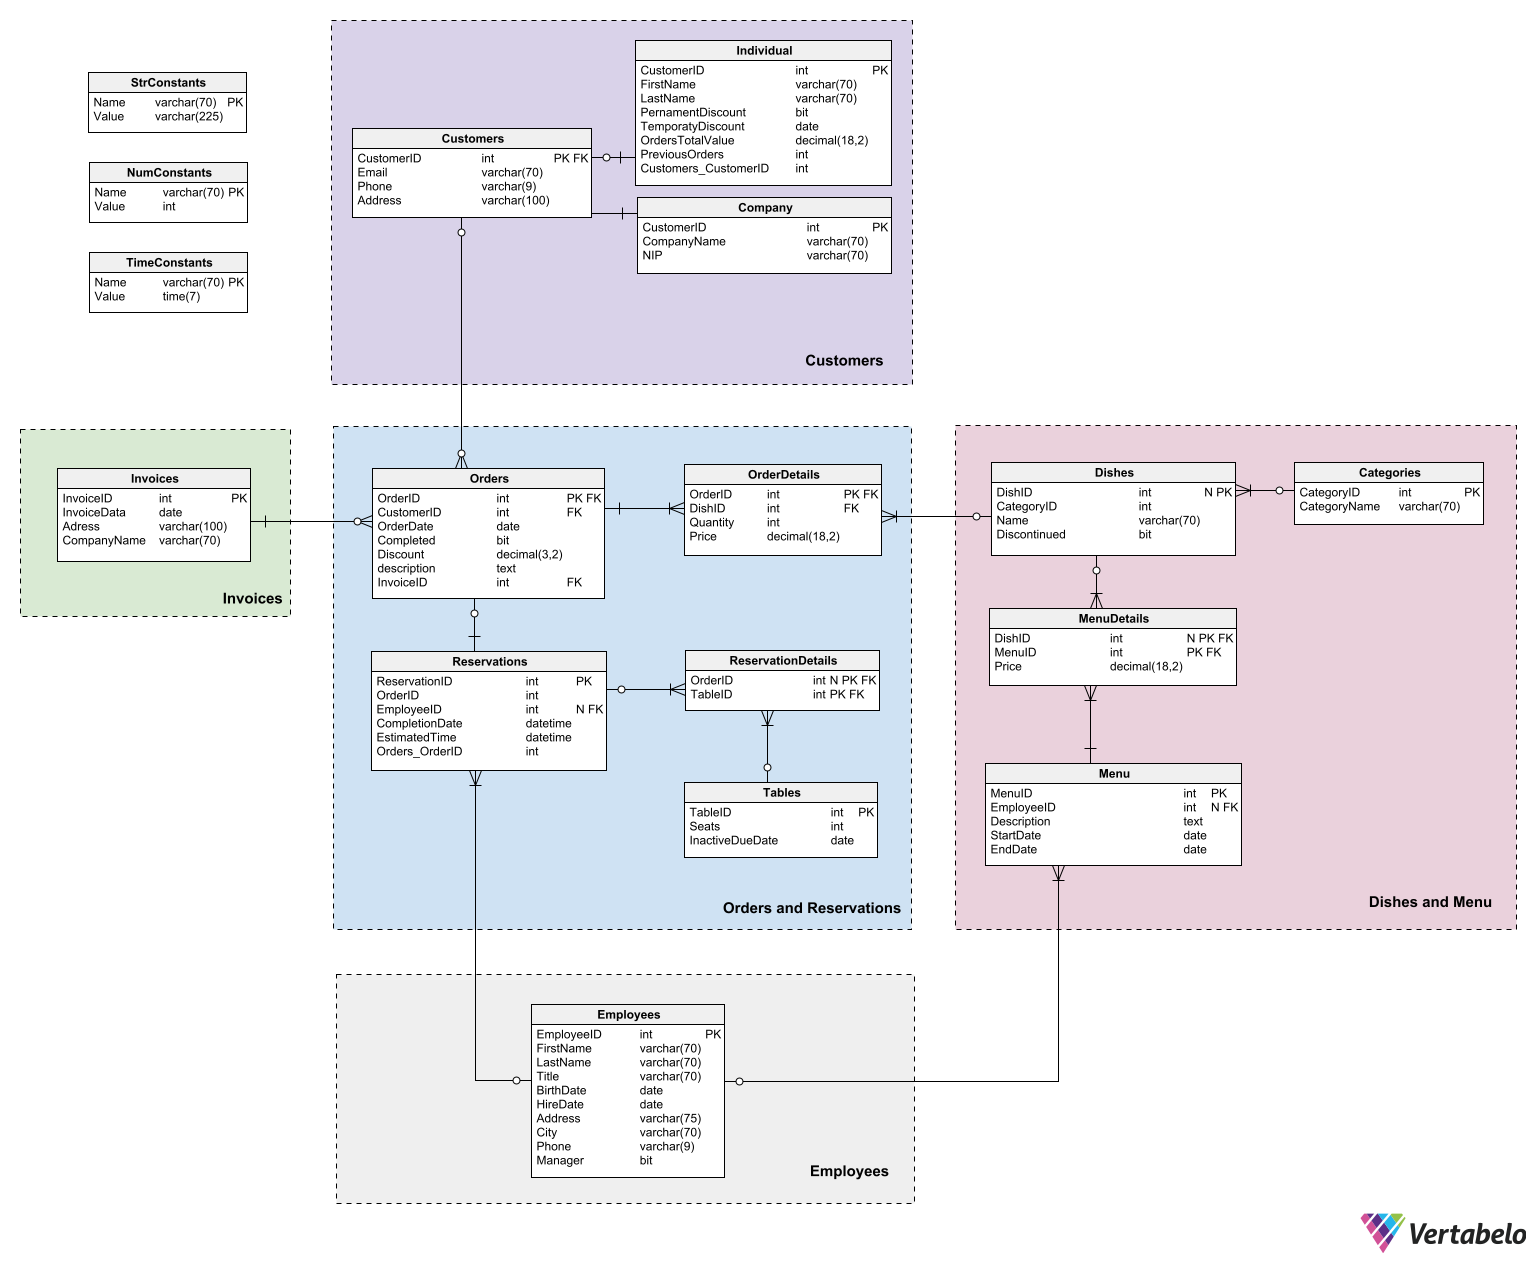 StrConstants
Name varchar(70) PK
Value varchar(225)
NumConstants
Name varchar(70) PK
Value int
TimeConstants
Name varchar(70) PK
Value time(7)
Customers
CustomerID int PK FK
Email varchar(70)
Phone varchar(9)
Address varchar(100)
Individual
CustomerID int PK
FirstName varchar(70)
LastName varchar(70)
PernamentDiscount bit
TemporatyDiscount date
OrdersTotalValue decimal(18,2)
PreviousOrders int
Customers_CustomerID int
Company
CustomerID int PK
CompanyName varchar(70)
NIP varchar(70)
Customers
Invoices
InvoiceID int PK
InvoiceData date
Adress varchar(100)
CompanyName varchar(70)
Invoices
Orders
OrderID int PK FK
CustomerID int FK
OrderDate date
Completed bit
Discount decimal(3,2)
description text
InvoiceID int FK
OrderDetails
OrderID int PK FK
DishID int FK
Quantity int
Price decimal(18,2)
Reservations
ReservationID int PK
OrderID int
EmployeeID int N FK
CompletionDate datetime
EstimatedTime datetime
Orders_OrderID int
ReservationDetails
OrderID int N PK FK
TableID int PK FK
Tables
TableID int PK
Seats int
InactiveDueDate date
Orders and Reservations
Dishes
DishID int N PK
CategoryID int
Name varchar(70)
Discontinued bit
Categories
CategoryID int PK
CategoryName varchar(70)
MenuDetails
DishID int N PK FK
MenuID int PK FK
Price decimal(18,2)
Menu
MenuID int PK
EmployeeID int N FK
Description text
StartDate date
EndDate date
Dishes and Menu
Employees
EmployeeID int PK
FirstName varchar(70)
LastName varchar(70)
Title varchar(70)
BirthDate date
HireDate date
Address varchar(75)
City varchar(70)
Phone varchar(9)
Manager bit
Employees
Vertabelo